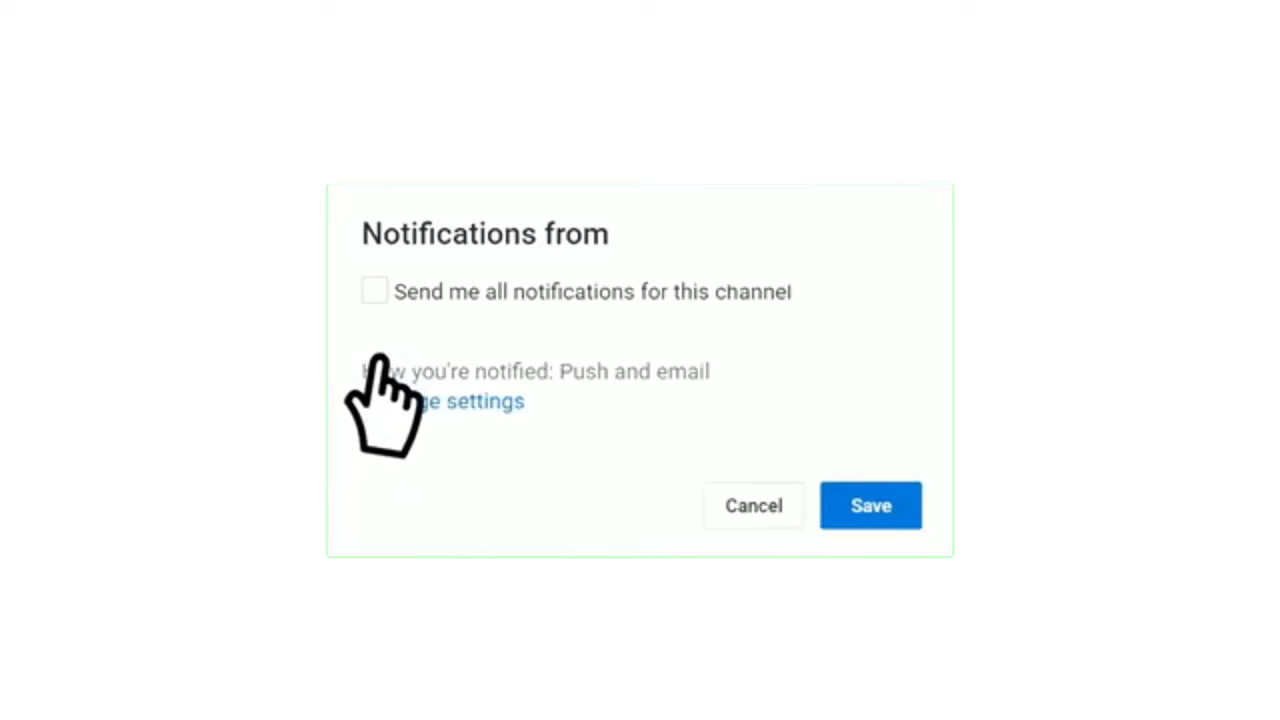 Notifications from
Send me all notifications for this channel
you're notified: Push and email
settings
Cancel
Save